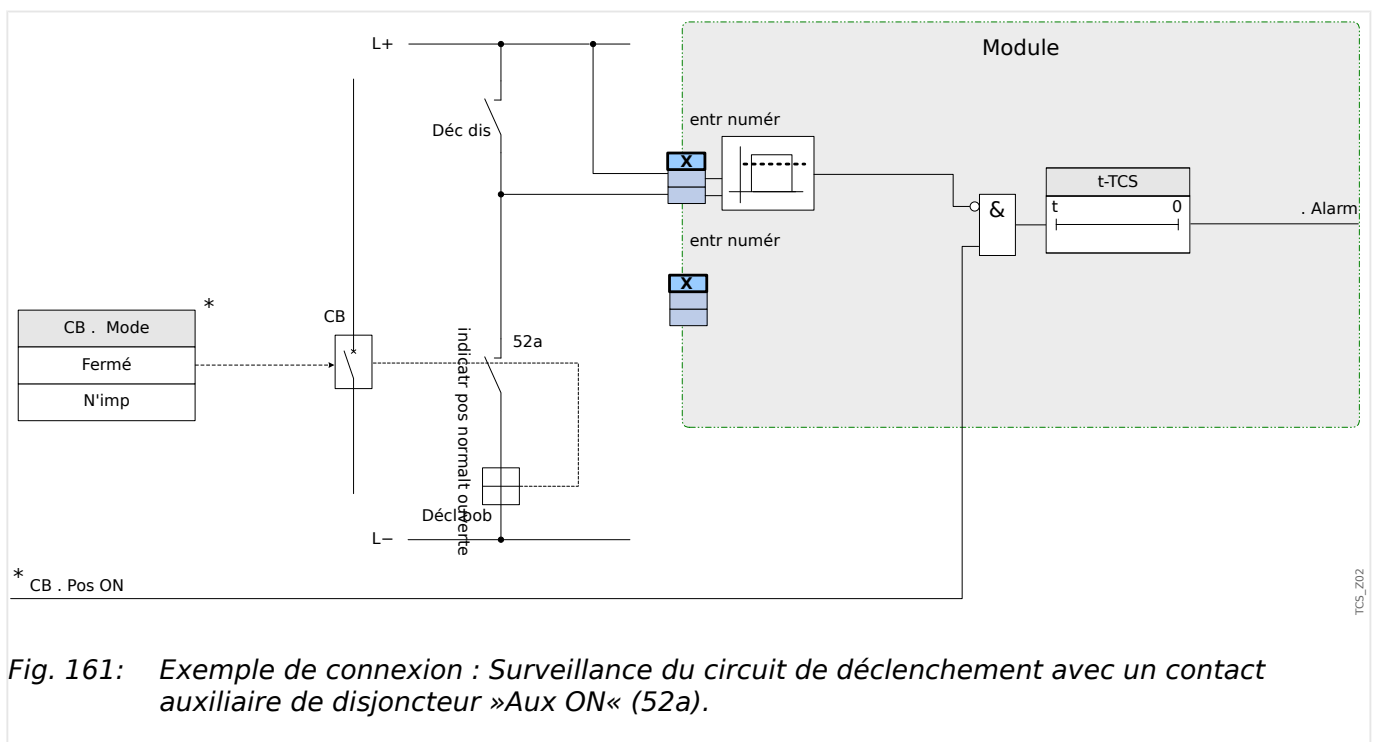 Module
L+
Déc dis
entr numér
X
&
t-TCS
t 0
. Alarm
entr numér
X
*
CB . Mode
Fermé
N'imp
CB
52a
indicatr pos normalt ouverte
Décl bob
L−
*
CB . Pos ON
TCS_Z02
Fig. 161: Exemple de connexion : Surveillance du circuit de déclenchement avec un contact
auxiliaire de disjoncteur »Aux ON« (52a).